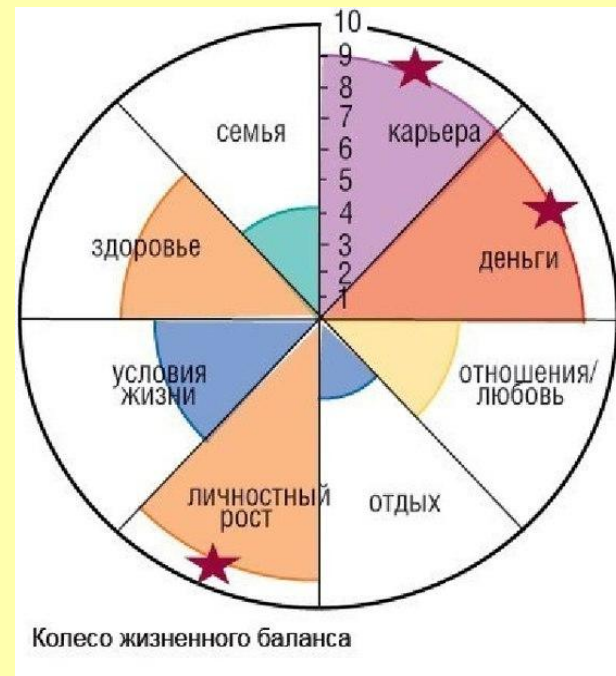 10
9
8
7
6
5
4
3
2
1
семья
карьера
здоровье
деньги
условия
жизни
отношения/
любовь
личностный
рост
отдых
Колесо жизненного баланса